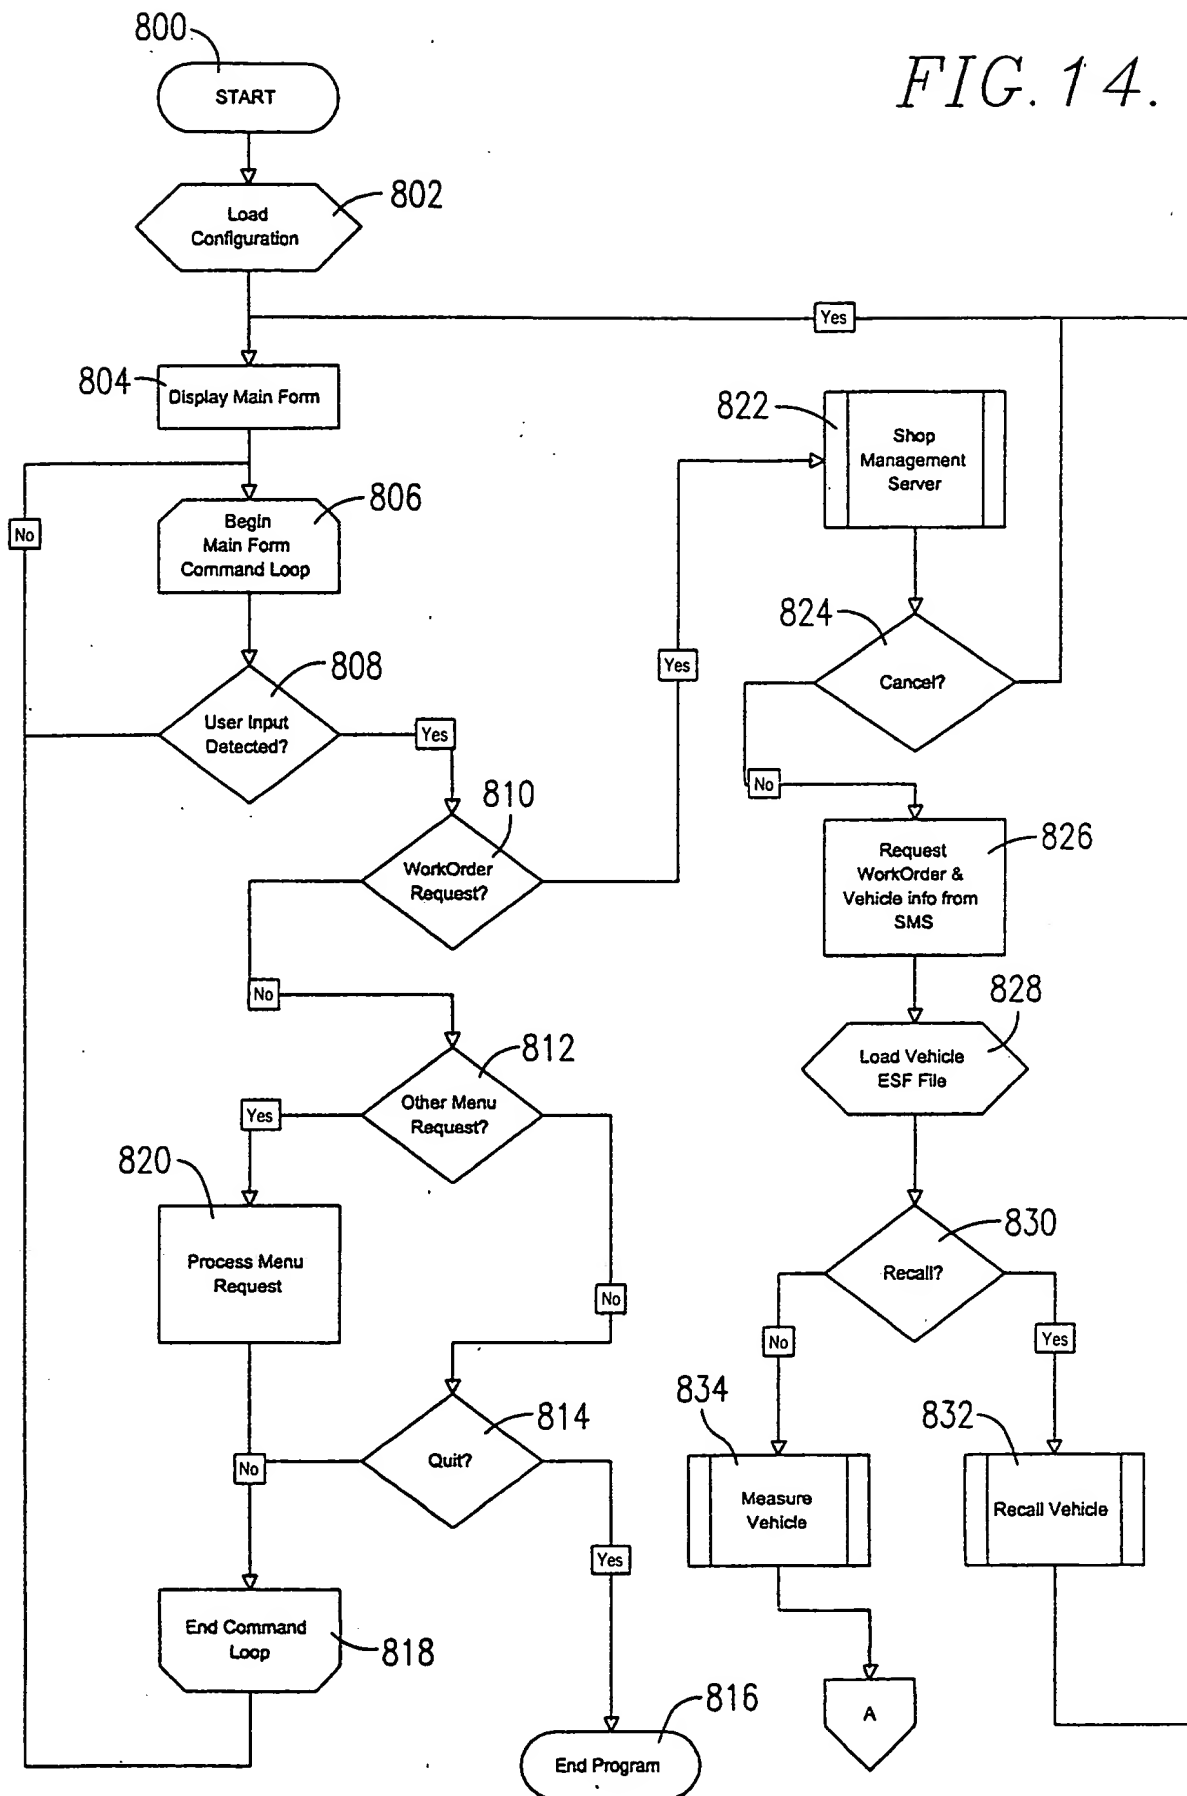 FIG. 14.
800
START
802
Load
Configuration
Yes
804
Display Main Form
822
Shop
Management
Server
806
Begin
Main Form
Command Loop
No
824
Cancel?
808
User Input
Detected?
Yes
Yes
No
810
WorkOrder
Request?
826
Request
WorkOrder &
Vehicle info from
SMS
No
828
Load Vehicle
ESF File
812
Other Menu
Request?
Yes
820
Process Menu
Request
No
830
Recall?
No
Yes
814
Quit?
No
834
Measure
Vehicle
832
Recall Vehicle
Yes
End Command
Loop
818
816
End Program
A